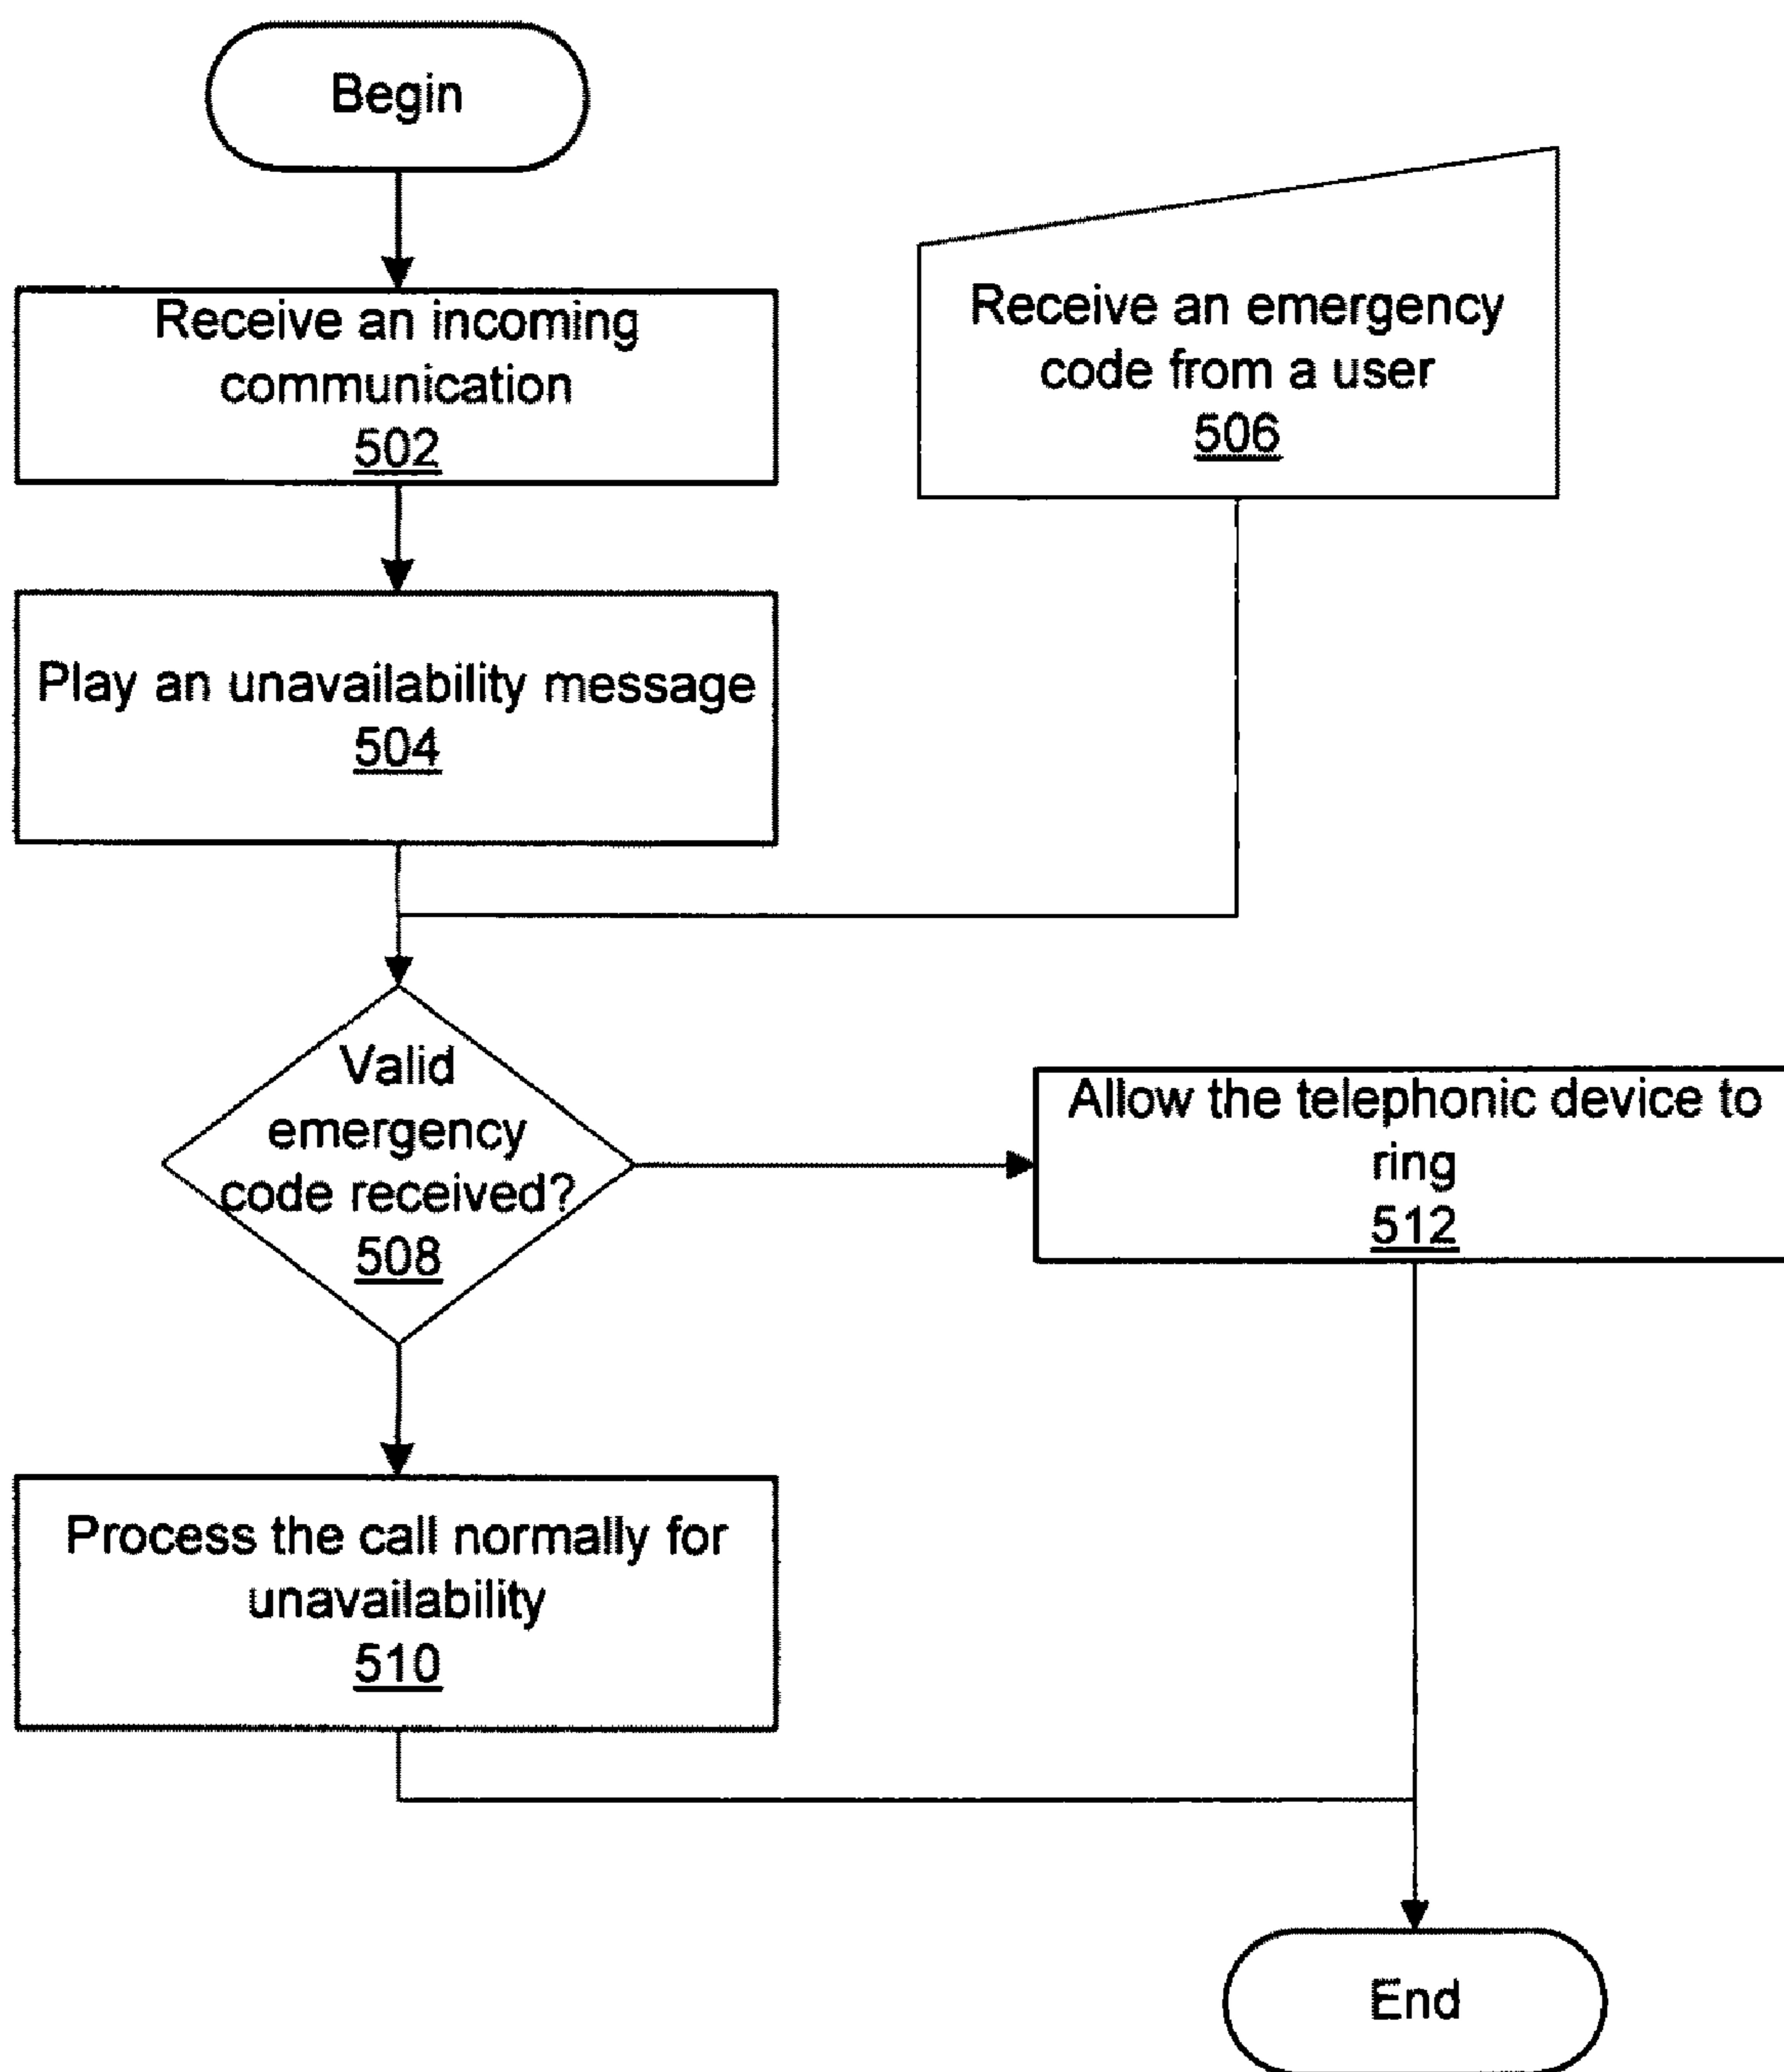 Begin
Receive an incoming
communication
502
Receive an emergency
code from a user
506
Play an unavailability message
504
Valid
emergency
code received?
508
Allow the telephonic device to
ring
512
Process the call normally for
unavailability
510
End